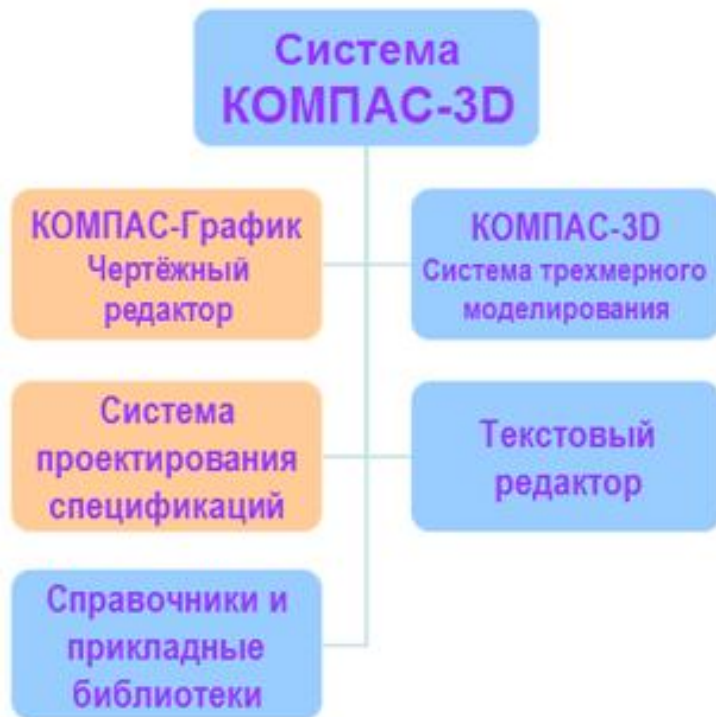 Система
КОМПАС-3D
КОМПАС-График
Чертёжный
редактор
КОМПАС-3D
Система трехмерного
моделирования
Система
проектирования
спецификаций
Текстовый
редактор
Справочники и
прикладные
библиотеки